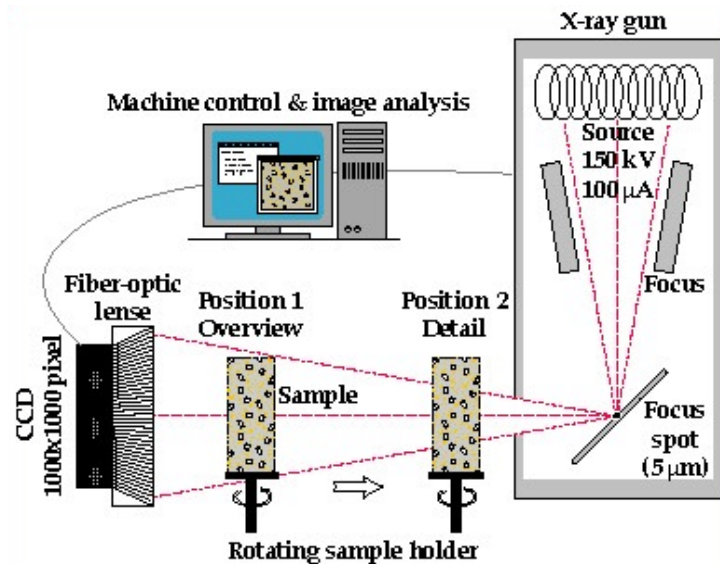 X-ray gun
Machine control & image analysis
Source
150 kV
100 µA
Focus
Fiber-optic
lense
Position 1
Overview
Position 2
Detail
CCD
1000x1000 pixel
Sample
Focus
spot
(5 µm)
Rotating sample holder